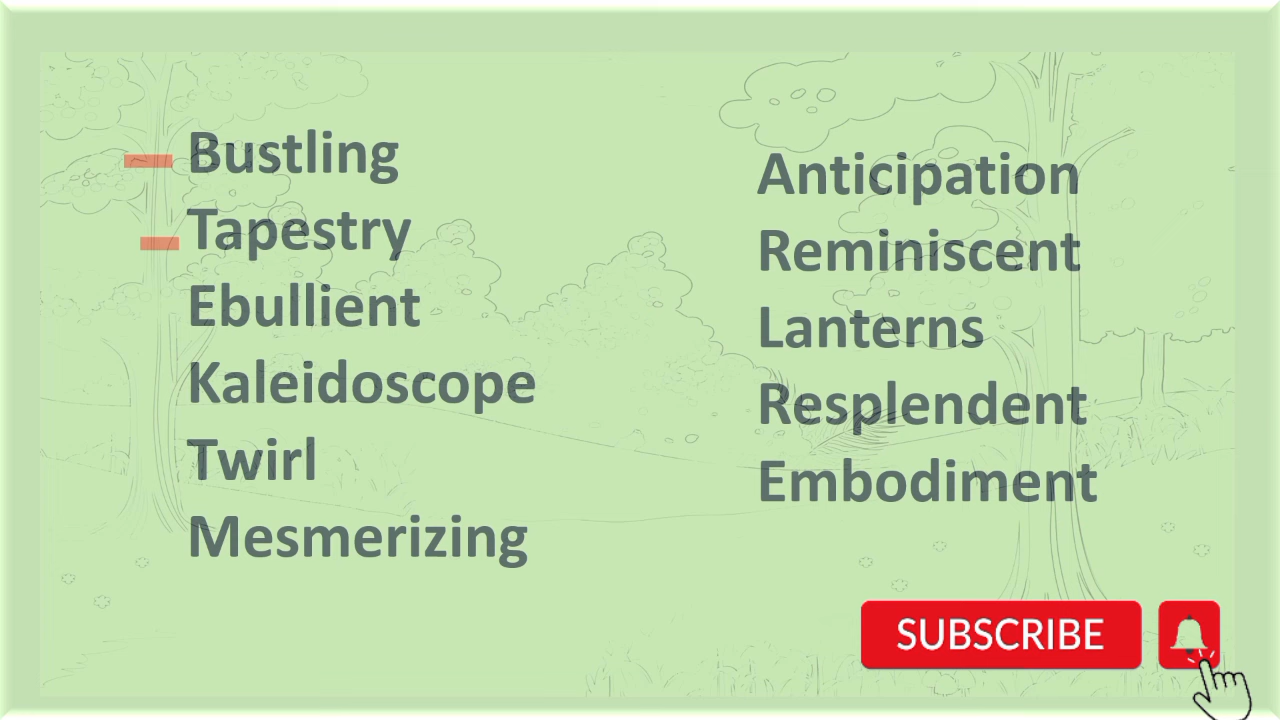 Bustling
Tapestry
Ebullient
Kaleidoscope
Twirl
Mesmerizing
Anticipation
Reminiscent
Lanterns
Resplendent
Embodiment
SUBSCRIBE